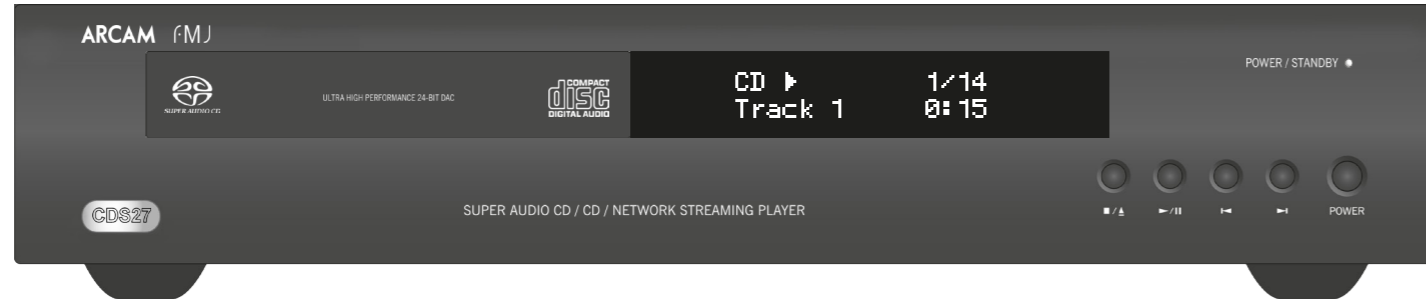 ARCAM FMJ
POWER / STANDBY
SUPER AUDIO CD
ULTRA HIGH PERFORMANCE 24-BIT DAC
COMPACT
disc
DIGITAL AUDIO
CD 1/14
Track 1 0:15
CDS27
SUPER AUDIO CD / CD / NETWORK STREAMING PLAYER
POWER